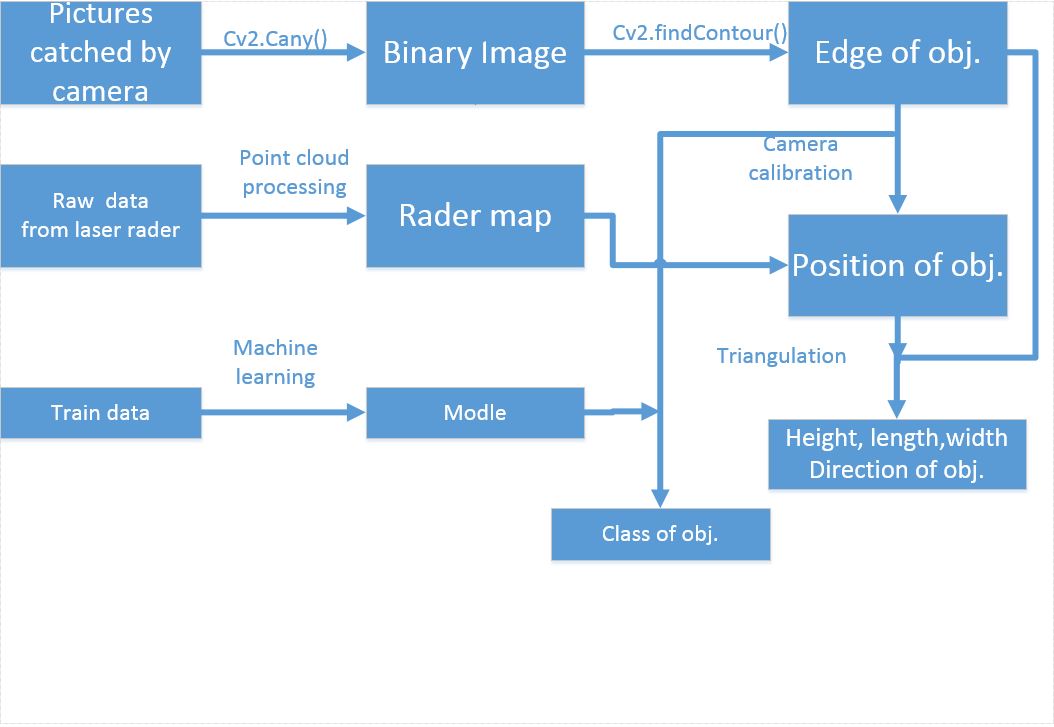 Pictures
catched by
camera
Cv2.Cany()
Binary Image
Cv2.findContour()
Edge of obj.
Camera
calibration
Point cloud
processing
Raw data
from laser rader
Rader map
Position of obj.
Machine
learning
Triangulation
Train data
Modle
Height, length,width
Direction of obj.
Class of obj.